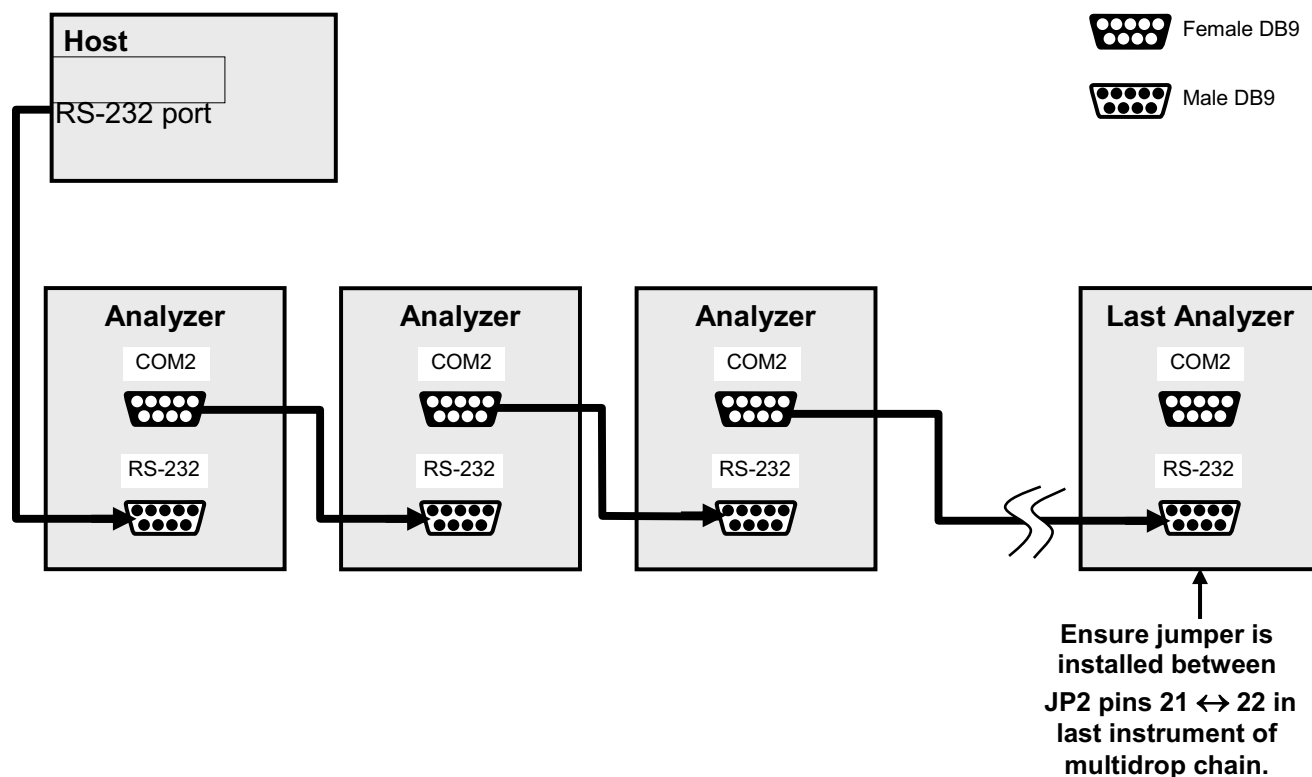 Host
RS-232 port
Female DB9
Male DB9
Analyzer
COM2
RS-232
Analyzer
COM2
RS-232
Analyzer
COM2
RS-232
Last Analyzer
COM2
RS-232
Ensure jumper is
installed between
JP2 pins 21 ↔ 22 in
last instrument of
multidrop chain.